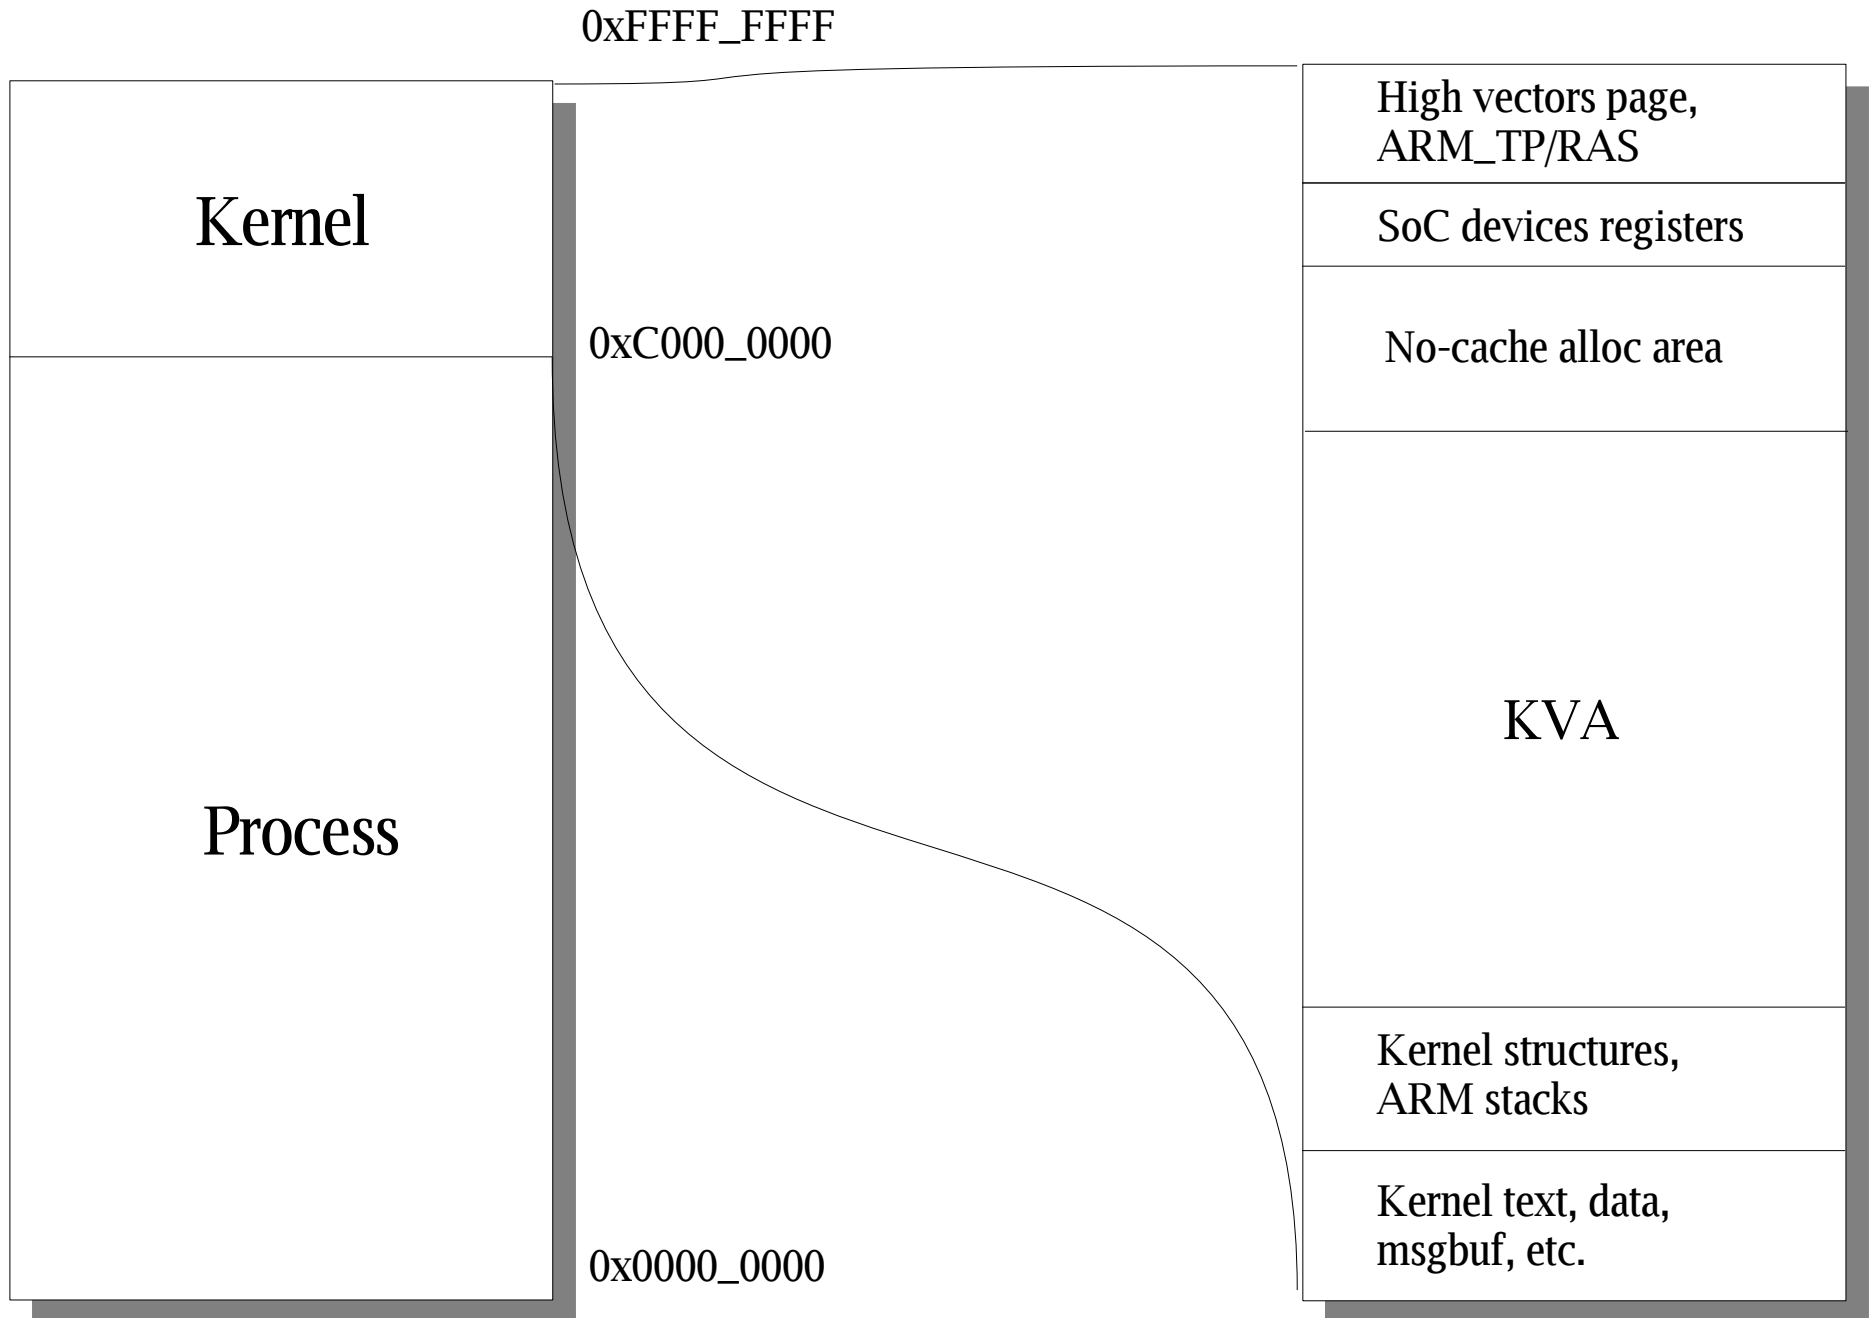 0xFFFF_FFFF
Kernel
0xC000_0000
Process
0x0000_0000
High vectors page,
ARM_TP/RAS
SoC devices registers
No-cache alloc area
KVA
Kernel structures,
ARM stacks
Kernel text, data,
msgbuf, etc.